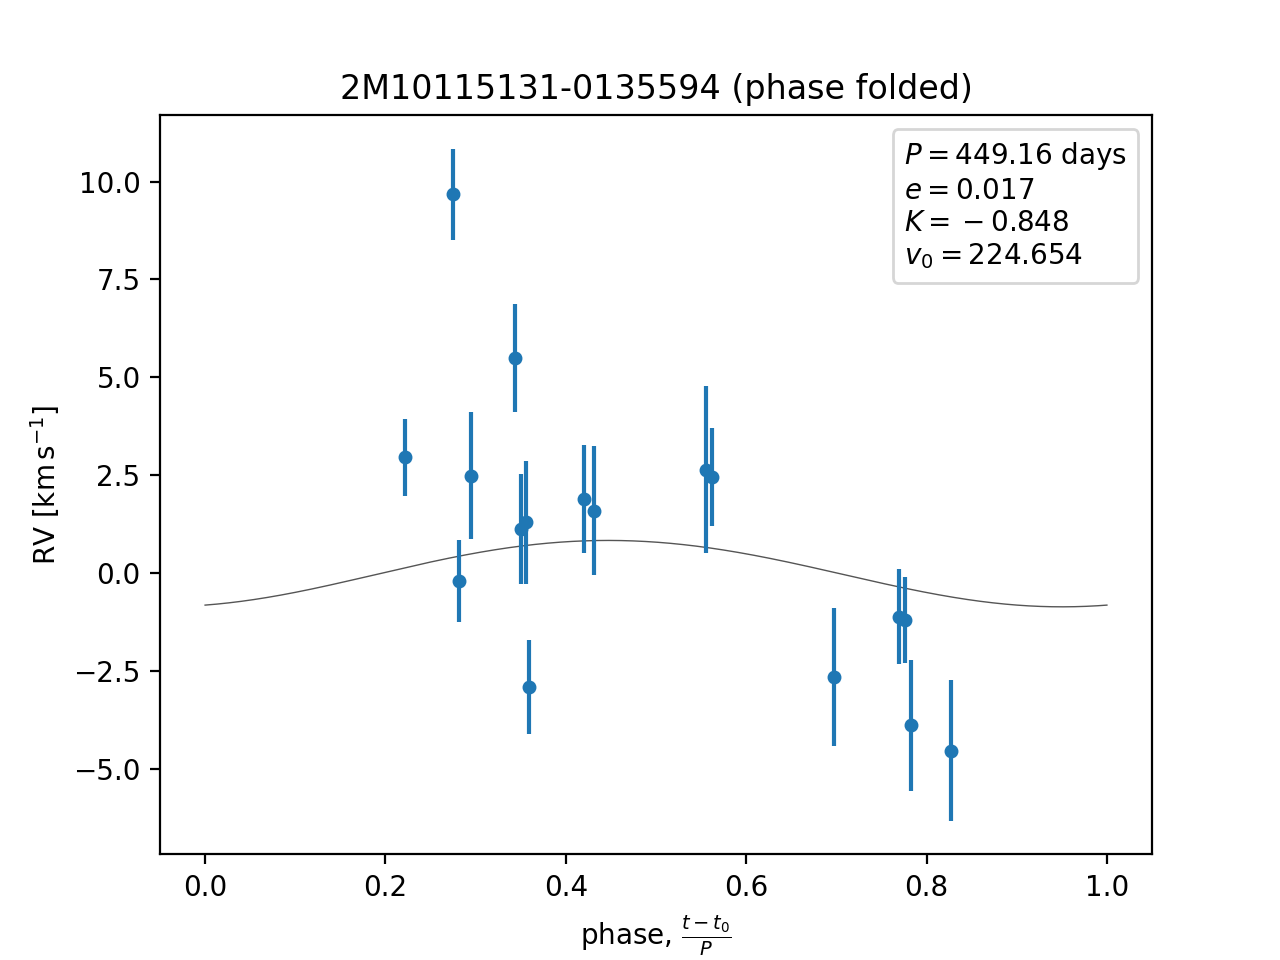 2M10115131-0135594 (phase folded)
P = 449.16 days
e = 0.017
K = −0.848
v₀ = 224.654
10.0
7.5
5.0
2.5
0.0
−2.5
−5.0
RV [km s⁻¹]
0.0 0.2 0.4 0.6 0.8 1.0
phase, (t − t₀)/P